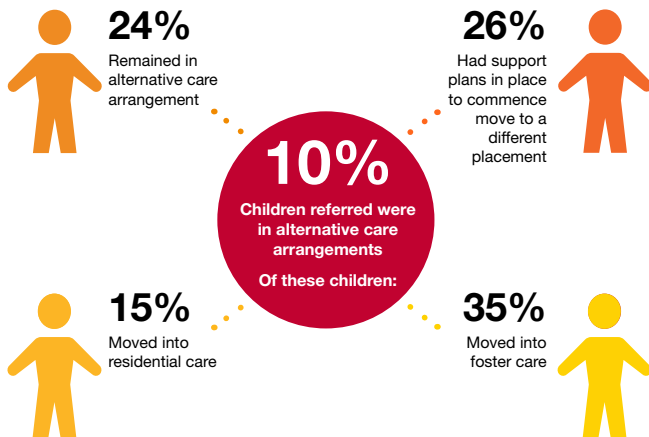 24%
Remained in
alternative care
arrangement
26%
Had support
plans in place
to commence
move to a
different
placement
10%
Children referred were
in alternative care
arrangements
Of these children:
15%
Moved into
residential care
35%
Moved into
foster care